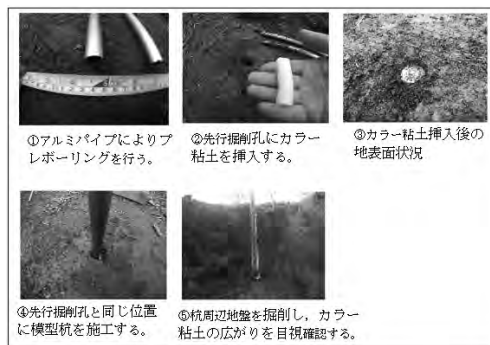 ①アルミパイプによりプ
レボーリングを行う。
②先行掘削孔にカラー
粘土を挿入する。
③カラー粘土挿入後の
地表面状況
④先行掘削孔と同じ位置
に模型杭を施工する。
⑤杭周辺地盤を掘削し，カラー
粘土の広がりを目視確認する。